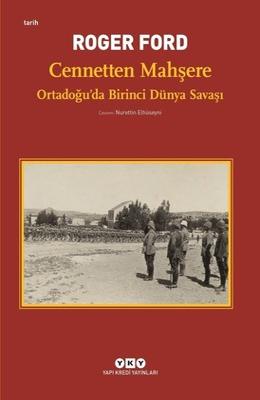 tarih
ROGER FORD
Cennetten Mahşere
Ortadoğu'da Birinci Dünya Savaşı
Çeviren: Nurettin Elhüseyni
YKY
YAPI KREDİ YAYINLARI